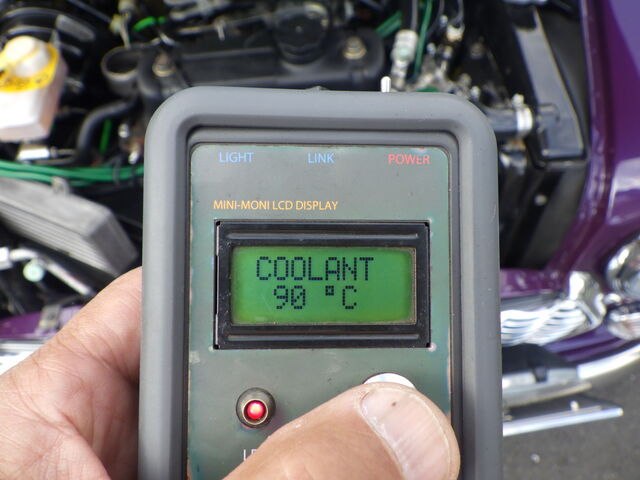 LIGHT LINK POWER
MINI-MONI LCD DISPLAY
COOLANT
90 °C